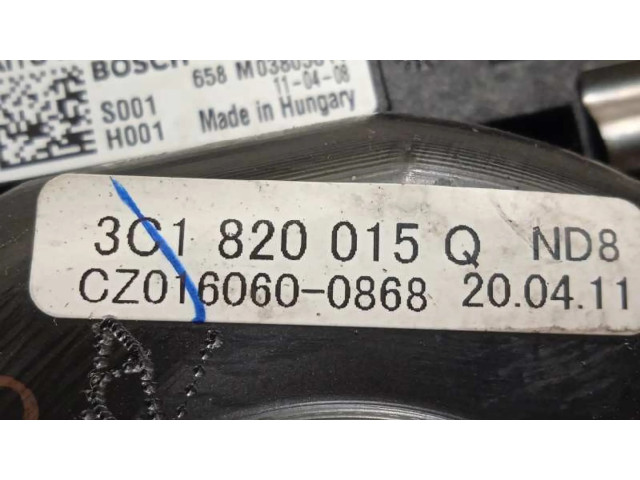 BOSCH
658 M03803
11-04-08
S001
H001 Made in Hungary
3C1 820 015 Q ND8
CZ016060-0868 20.04.11